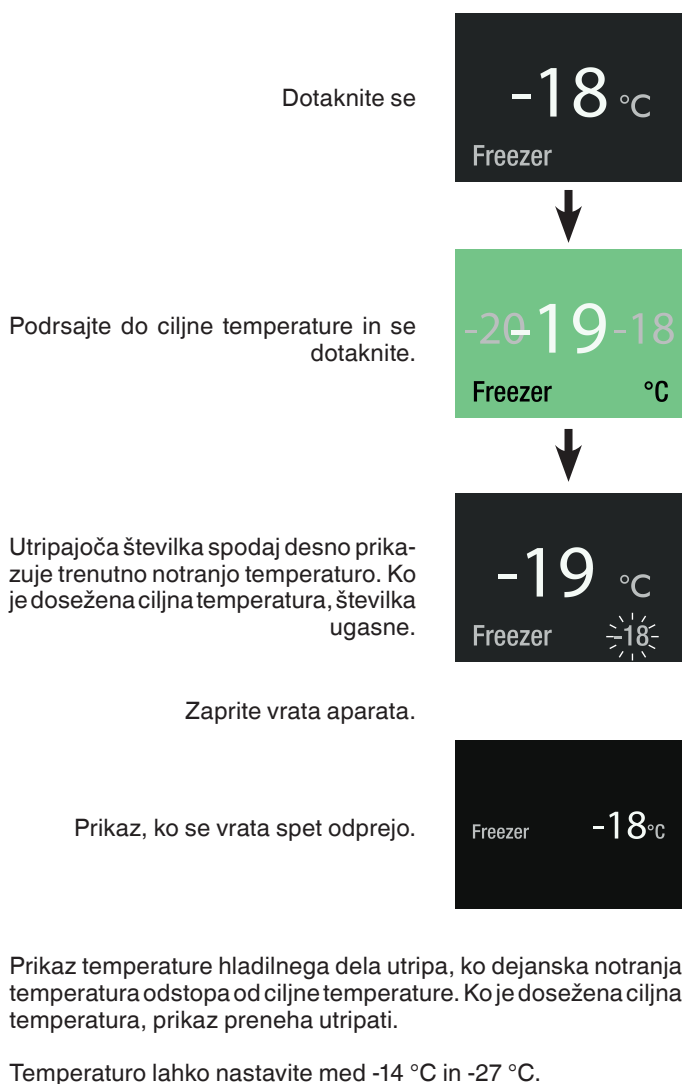 Dotaknite se
-18 °C
Freezer
Podrsajte do ciljne temperature in se
dotaknite.
-20 -19 -18
Freezer °C
Utripajoča številka spodaj desno prika-
zuje trenutno notranjo temperaturo. Ko
je dosežena ciljna temperatura, številka
ugasne.
-19 °C
Freezer -18
Zaprite vrata aparata.
Prikaz, ko se vrata spet odprejo.
Freezer -18 °C
Prikaz temperature hladilnega dela utripa, ko dejanska notranja
temperatura odstopa od ciljne temperature. Ko je dosežena ciljna
temperatura, prikaz preneha utripati.
Temperaturo lahko nastavite med -14 °C in -27 °C.